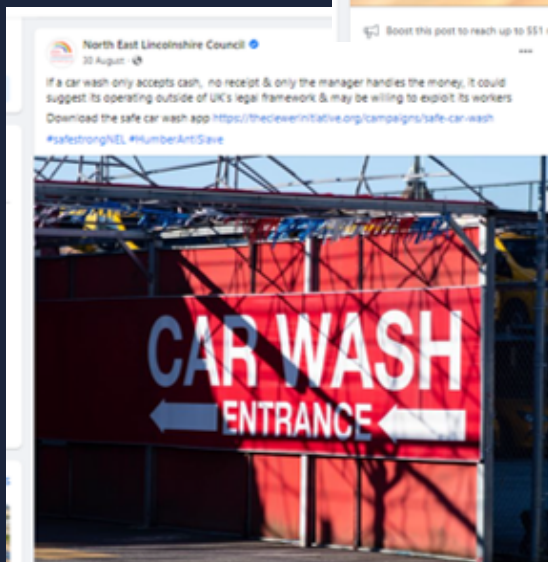 Boost this post to reach up to 551
North East Lincolnshire Council
30 August
If a car wash only accepts cash, no receipt & only the manager handles the money, it could
suggest its operating outside of UK's legal framework & may be willing to exploit its workers
Download the safe car wash app https://theclewerinitiative.org/campaigns/safe-car-wash
#safestrongNEL #HumberAntiSlave
CAR WASH
ENTRANCE